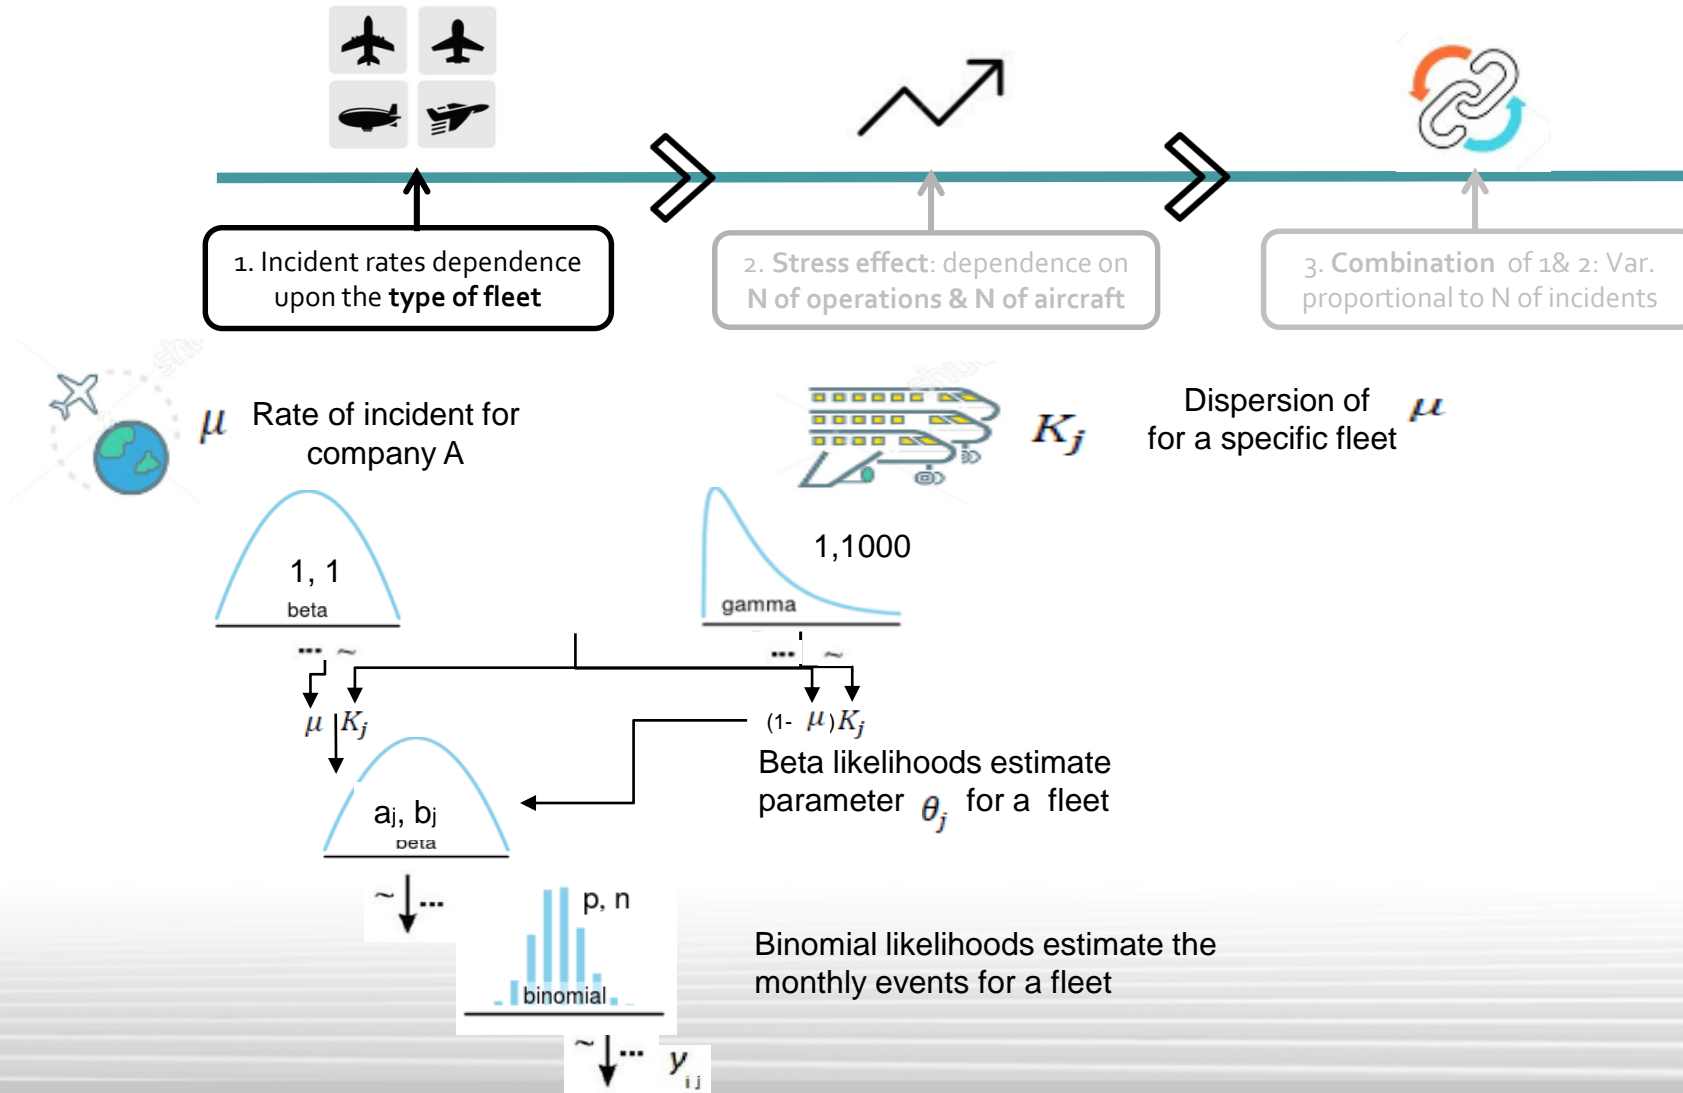 1. Incident rates dependence
upon the type of fleet
2. Stress effect: dependence on
N of operations & N of aircraft
3. Combination of 1& 2: Var.
proportional to N of incidents
μ Rate of incident for
company A
K_j
Dispersion of μ
for a specific fleet
1, 1
beta
1,1000
gamma
... ~
... ~
μ K_j
(1- μ)K_j
Beta likelihoods estimate
parameter θ_j for a fleet
aj, bj
beta
~ ...
p, n
binomial
Binomial likelihoods estimate the
monthly events for a fleet
~ ... y_ij